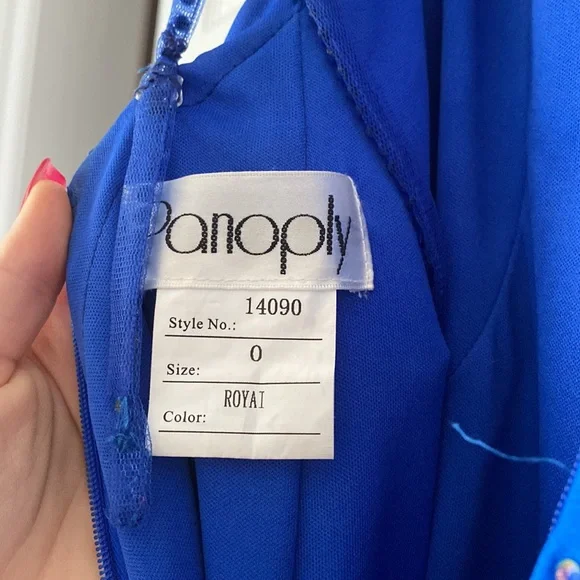 Panoply
14090
Style No.:
0
Size:
ROYAI
Color: